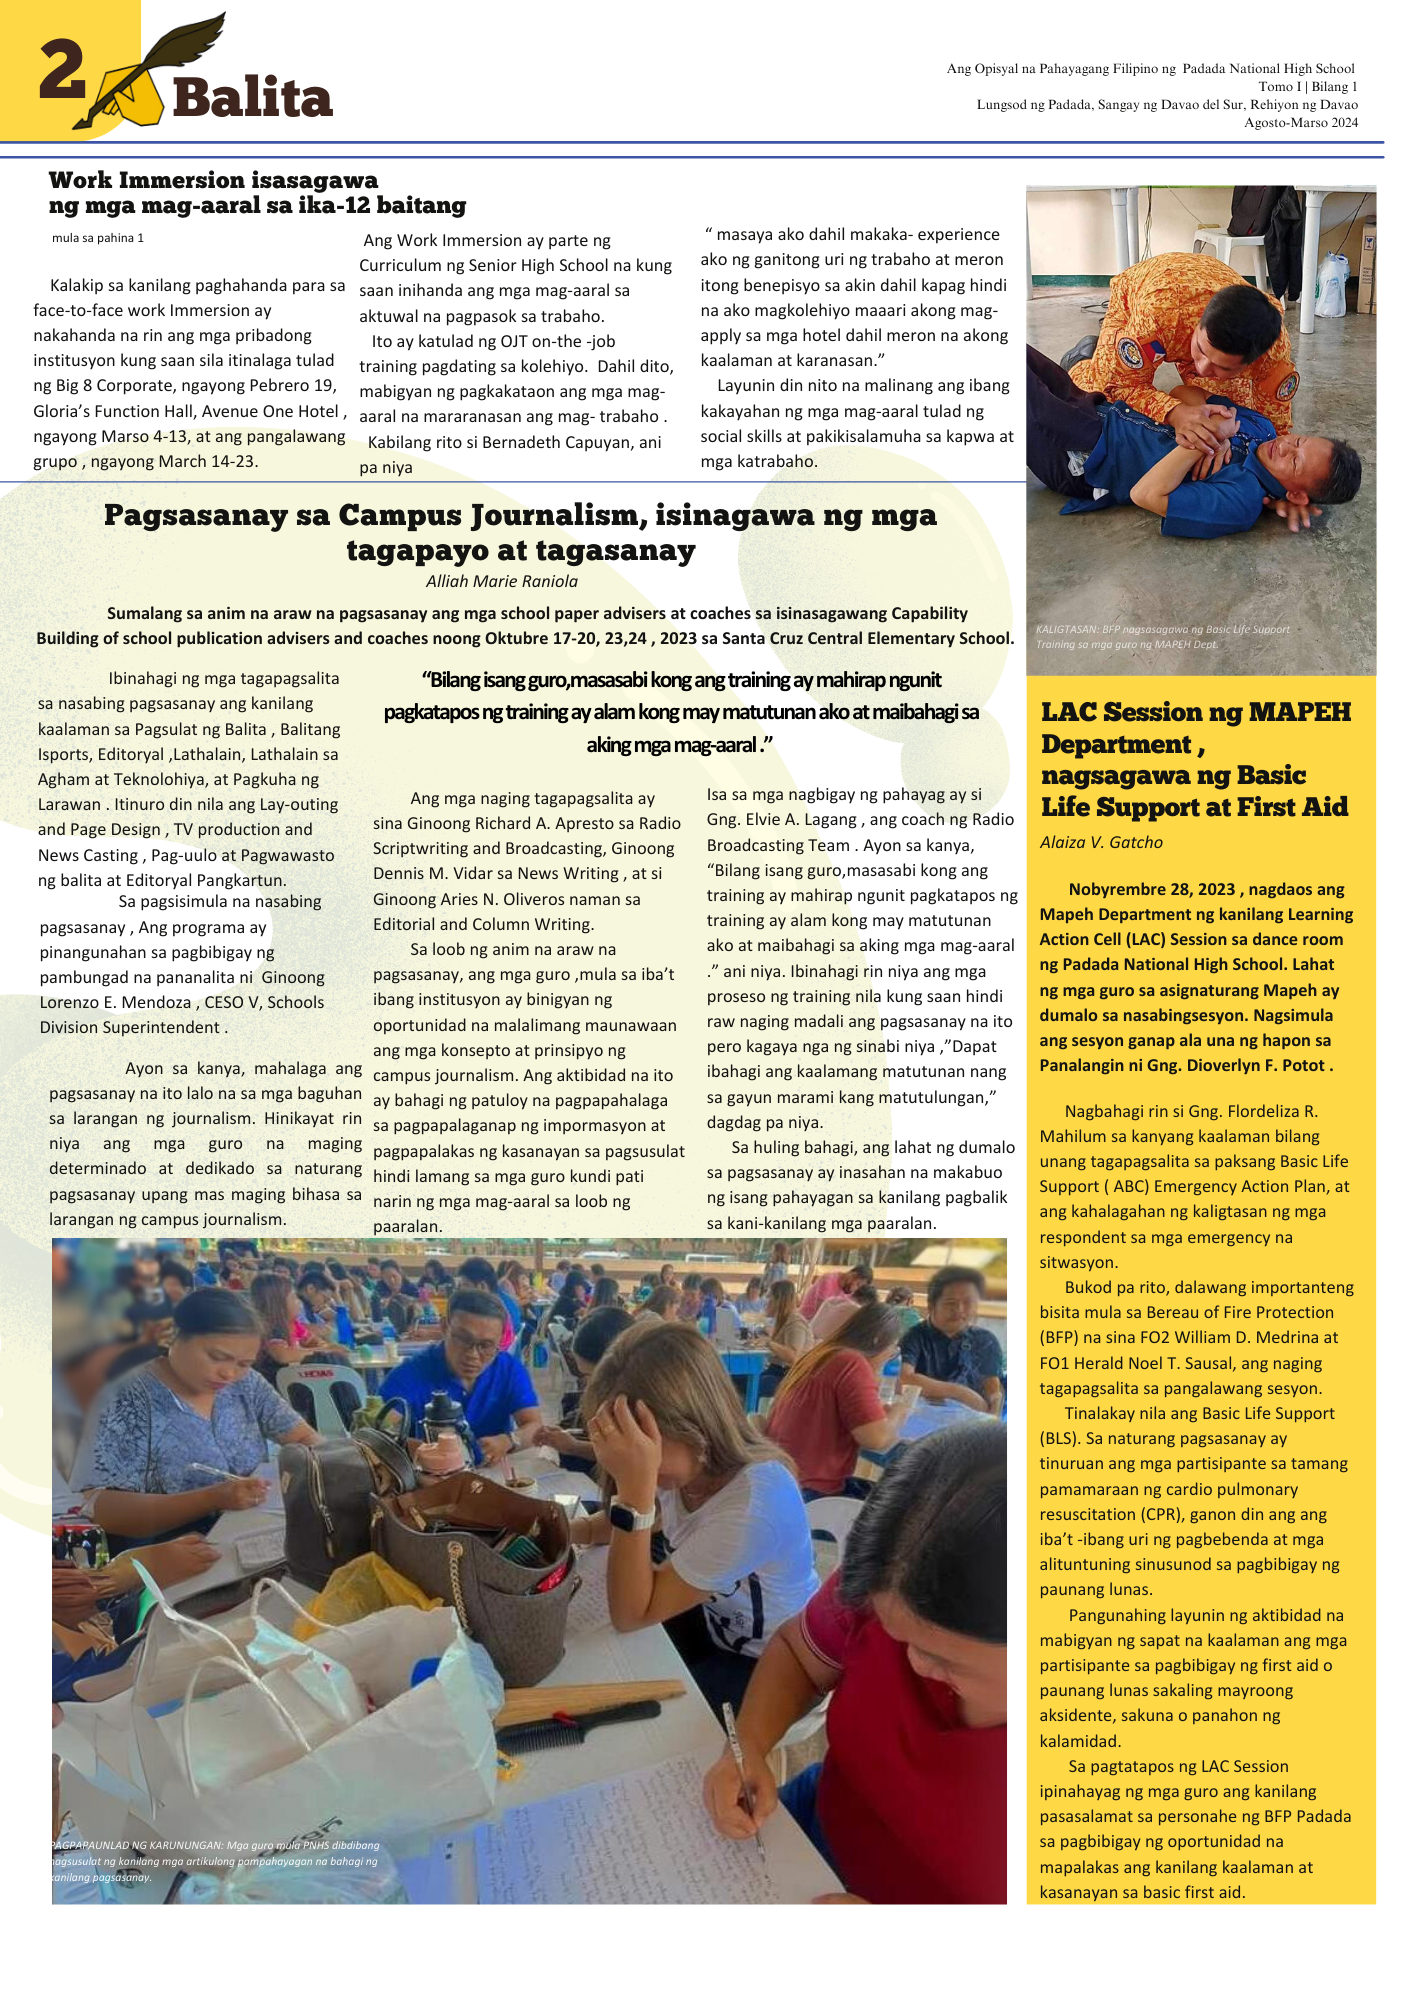 2
Balita
Ang Opisyal na Pahayagang Filipino ng Padada National High School
Tomo I | Bilang 1
Lungsod ng Padada, Sangay ng Davao del Sur, Rehiyon ng Davao
Agosto-Marso 2024
Work Immersion isasagawa
ng mga mag-aaral sa ika-12 baitang
mula sa pahina 1
Kalakip sa kanilang paghahanda para sa
face-to-face work Immersion ay
nakahanda na rin ang mga pribadong
institusyon kung saan sila itinalaga tulad
ng Big 8 Corporate, ngayong Pebrero 19,
Gloria's Function Hall, Avenue One Hotel ,
ngayong Marso 4-13, at ang pangalawang
grupo , ngayong March 14-23.
Ang Work Immersion ay parte ng
Curriculum ng Senior High School na kung
saan inihanda ang mga mag-aaral sa
aktuwal na pagpasok sa trabaho.
Ito ay katulad ng OJT on-the -job
training pagdating sa kolehiyo. Dahil dito,
mabigyan ng pagkakataon ang mga mag-
aaral na mararanasan ang mag- trabaho .
Kabilang rito si Bernadeth Capuyan, ani
pa niya
“ masaya ako dahil makaka- experience
ako ng ganitong uri ng trabaho at meron
itong benepisyo sa akin dahil kapag hindi
na ako magkolehiyo maaari akong mag-
apply sa mga hotel dahil meron na akong
kaalaman at karanasan.”
Layunin din nito na malinang ang ibang
kakayahan ng mga mag-aaral tulad ng
social skills at pakikisalamuha sa kapwa at
mga katrabaho.
Pagsasanay sa Campus Journalism, isinagawa ng mga
tagapayo at tagasanay
Alliah Marie Raniola
Sumalang sa anim na araw na pagsasanay ang mga school paper advisers at coaches sa isinasagawang Capability
Building of school publication advisers and coaches noong Oktubre 17-20, 23,24 , 2023 sa Santa Cruz Central Elementary School.
Ibinahagi ng mga tagapagsalita
sa nasabing pagsasanay ang kanilang
kaalaman sa Pagsulat ng Balita , Balitang
Isports, Editoryal ,Lathalain, Lathalain sa
Agham at Teknolohiya, at Pagkuha ng
Larawan . Itinuro din nila ang Lay-outing
and Page Design , TV production and
News Casting , Pag-uulo at Pagwawasto
ng balita at Editoryal Pangkartun.
Sa pagsisimula na nasabing
pagsasanay , Ang programa ay
pinangunahan sa pagbibigay ng
pambungad na pananalita ni Ginoong
Lorenzo E. Mendoza , CESO V, Schools
Division Superintendent .
Ayon sa kanya, mahalaga ang
pagsasanay na ito lalo na sa mga baguhan
sa larangan ng journalism. Hinikayat rin
niya ang mga guro na maging
determinado at dedikado sa naturang
pagsasanay upang mas maging bihasa sa
larangan ng campus journalism.
“Bilang isang guro,masasabi kong ang training ay mahirap ngunit
pagkatapos ng training ay alam kong may matutunan ako at maibahagi sa
aking mga mag-aaral .”
Ang mga naging tagapagsalita ay
sina Ginoong Richard A. Apresto sa Radio
Scriptwriting and Broadcasting, Ginoong
Dennis M. Vidar sa News Writing , at si
Ginoong Aries N. Oliveros naman sa
Editorial and Column Writing.
Sa loob ng anim na araw na
pagsasanay, ang mga guro ,mula sa iba't
ibang institusyon ay binigyan ng
oportunidad na malalimang maunawaan
ang mga konsepto at prinsipyo ng
campus journalism. Ang aktibidad na ito
ay bahagi ng patuloy na pagpapahalaga
sa pagpapalaganap ng impormasyon at
pagpapalakas ng kasanayan sa pagsusulat
hindi lamang sa mga guro kundi pati
narin ng mga mag-aaral sa loob ng
paaralan.
Isa sa mga nagbigay ng pahayag ay si
Gng. Elvie A. Lagang , ang coach ng Radio
Broadcasting Team . Ayon sa kanya,
“Bilang isang guro,masasabi kong ang
training ay mahirap ngunit pagkatapos ng
training ay alam kong may matutunan
ako at maibahagi sa aking mga mag-aaral
.” ani niya. Ibinahagi rin niya ang mga
proseso ng training nila kung saan hindi
raw naging madali ang pagsasanay na ito
pero kagaya nga ng sinabi niya ,”Dapat
ibahagi ang kaalamang matutunan nang
sa gayun marami kang matutulungan,”
dagdag pa niya.
Sa huling bahagi, ang lahat ng dumalo
sa pagsasanay ay inasahan na makabuo
ng isang pahayagan sa kanilang pagbalik
sa kani-kanilang mga paaralan.
PAGPAPAUNLAD NG KARUNUNGAN: Mga guro mula PNHS dibdibang
nagsusulat ng kanilang mga artikulong pampahayagan na bahagi ng
kanilang pagsasanay.
KALIGTASAN: BFP nagsasagawa ng Basic Life Support
Training sa mga guro ng MAPEH Dept.
LAC Session ng MAPEH
Department ,
nagsagawa ng Basic
Life Support at First Aid
Alaiza V. Gatcho
Nobyrembre 28, 2023 , nagdaos ang
Mapeh Department ng kanilang Learning
Action Cell (LAC) Session sa dance room
ng Padada National High School. Lahat
ng mga guro sa asignaturang Mapeh ay
dumalo sa nasabingsesyon. Nagsimula
ang sesyon ganap ala una ng hapon sa
Panalangin ni Gng. Dioverlyn F. Potot .
Nagbahagi rin si Gng. Flordeliza R.
Mahilum sa kanyang kaalaman bilang
unang tagapagsalita sa paksang Basic Life
Support ( ABC) Emergency Action Plan, at
ang kahalagahan ng kaligtasan ng mga
respondent sa mga emergency na
sitwasyon.
Bukod pa rito, dalawang importanteng
bisita mula sa Bereau of Fire Protection
(BFP) na sina FO2 William D. Medrina at
FO1 Herald Noel T. Sausal, ang naging
tagapagsalita sa pangalawang sesyon.
Tinalakay nila ang Basic Life Support
(BLS). Sa naturang pagsasanay ay
tinuruan ang mga partisipante sa tamang
pamamaraan ng cardio pulmonary
resuscitation (CPR), ganon din ang ang
iba't -ibang uri ng pagbebenda at mga
alituntuning sinusunod sa pagbibigay ng
paunang lunas.
Pangunahing layunin ng aktibidad na
mabigyan ng sapat na kaalaman ang mga
partisipante sa pagbibigay ng first aid o
paunang lunas sakaling mayroong
aksidente, sakuna o panahon ng
kalamidad.
Sa pagtatapos ng LAC Session
ipinahayag ng mga guro ang kanilang
pasasalamat sa personahe ng BFP Padada
sa pagbibigay ng oportunidad na
mapalakas ang kanilang kaalaman at
kasanayan sa basic first aid.